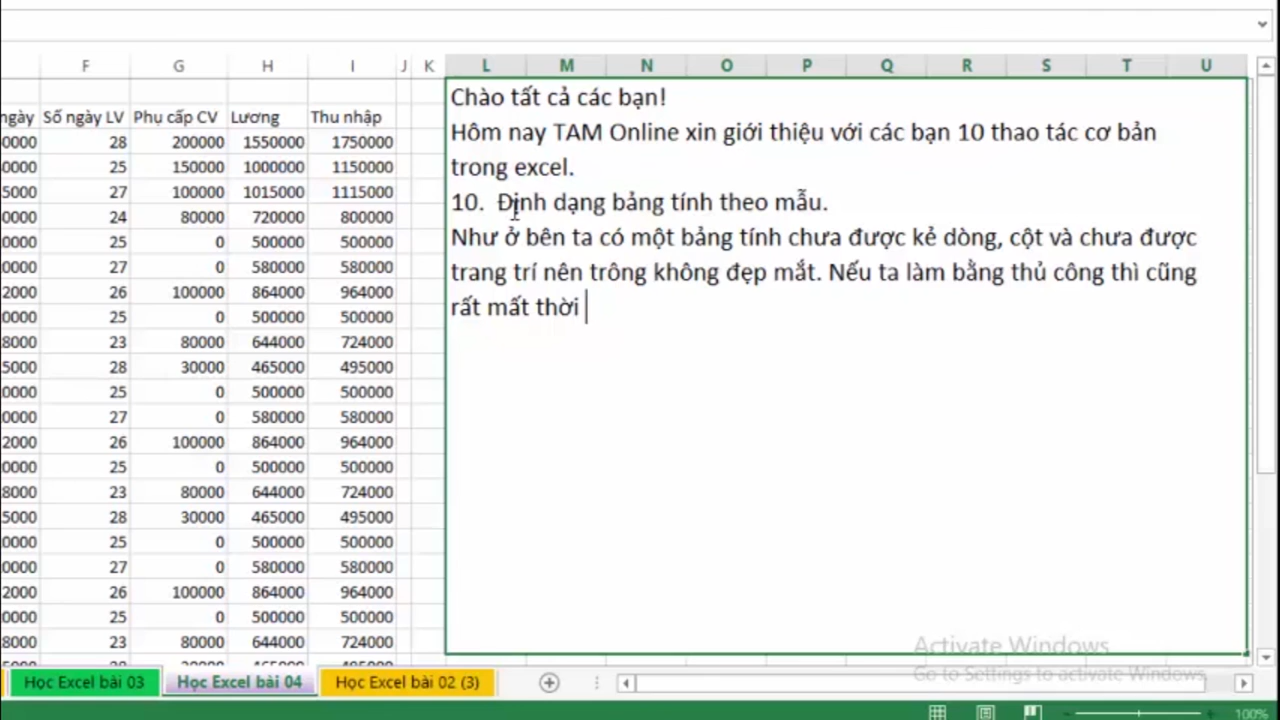 F G H I J K L M N O P Q R S T U
ngày Số ngày LV Phụ cấp CV Lương Thu nhập
0000 28 200000 1550000 1750000
0000 25 150000 1000000 1150000
5000 27 100000 1015000 1115000
0000 24 80000 720000 800000
0000 25 0 500000 500000
0000 27 0 580000 580000
2000 26 100000 864000 964000
0000 25 0 500000 500000
8000 23 80000 644000 724000
5000 28 30000 465000 495000
0000 25 0 500000 500000
0000 27 0 580000 580000
2000 26 100000 864000 964000
0000 25 0 500000 500000
8000 23 80000 644000 724000
5000 28 30000 465000 495000
0000 25 0 500000 500000
0000 27 0 580000 580000
2000 26 100000 864000 964000
0000 25 0 500000 500000
8000 23 80000 644000 724000
Chào tất cả các bạn!
Hôm nay TAM Online xin giới thiệu với các bạn 10 thao tác cơ bản
trong excel.
10. Định dạng bảng tính theo mẫu.
Như ở bên ta có một bảng tính chưa được kẻ dòng, cột và chưa được
trang trí nên trông không đẹp mắt. Nếu ta làm bằng thủ công thì cũng
rất mất thời
Activate Windows
Go to Settings to activate Windows.
Học Excel bài 03 Học Excel bài 04 Học Excel bài 02 (3)
100%